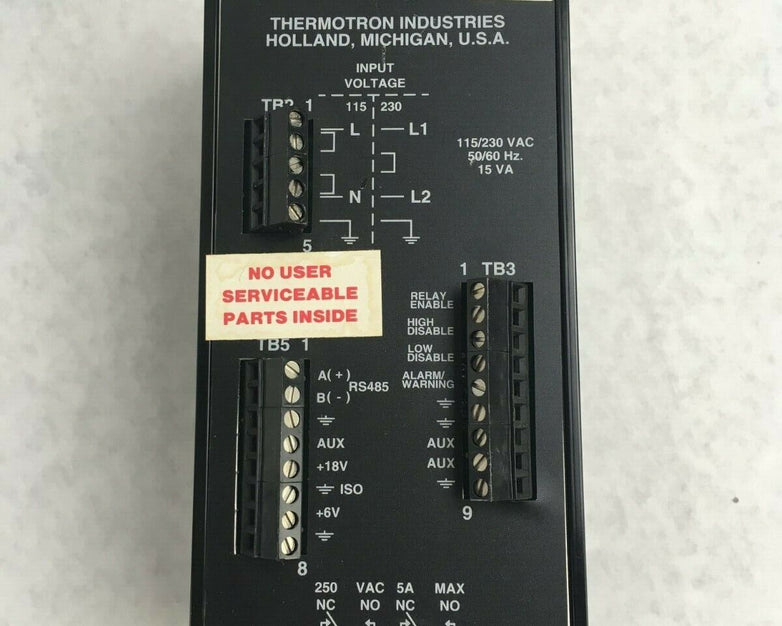 THERMOTRON INDUSTRIES
HOLLAND, MICHIGAN, U.S.A.
INPUT
VOLTAGE
115 230
TB2 1
L L1
N L2
5
115/230 VAC
50/60 Hz.
15 VA
NO USER
SERVICEABLE
PARTS INSIDE
1 TB3
RELAY
ENABLE
HIGH
DISABLE
LOW
DISABLE
ALARM/
WARNING
AUX
AUX
9
TB5 1
A(+)
RS485
B(-)
AUX
+18V
ISO
+6V
8
250 VAC 5A MAX
NC NO NC NO